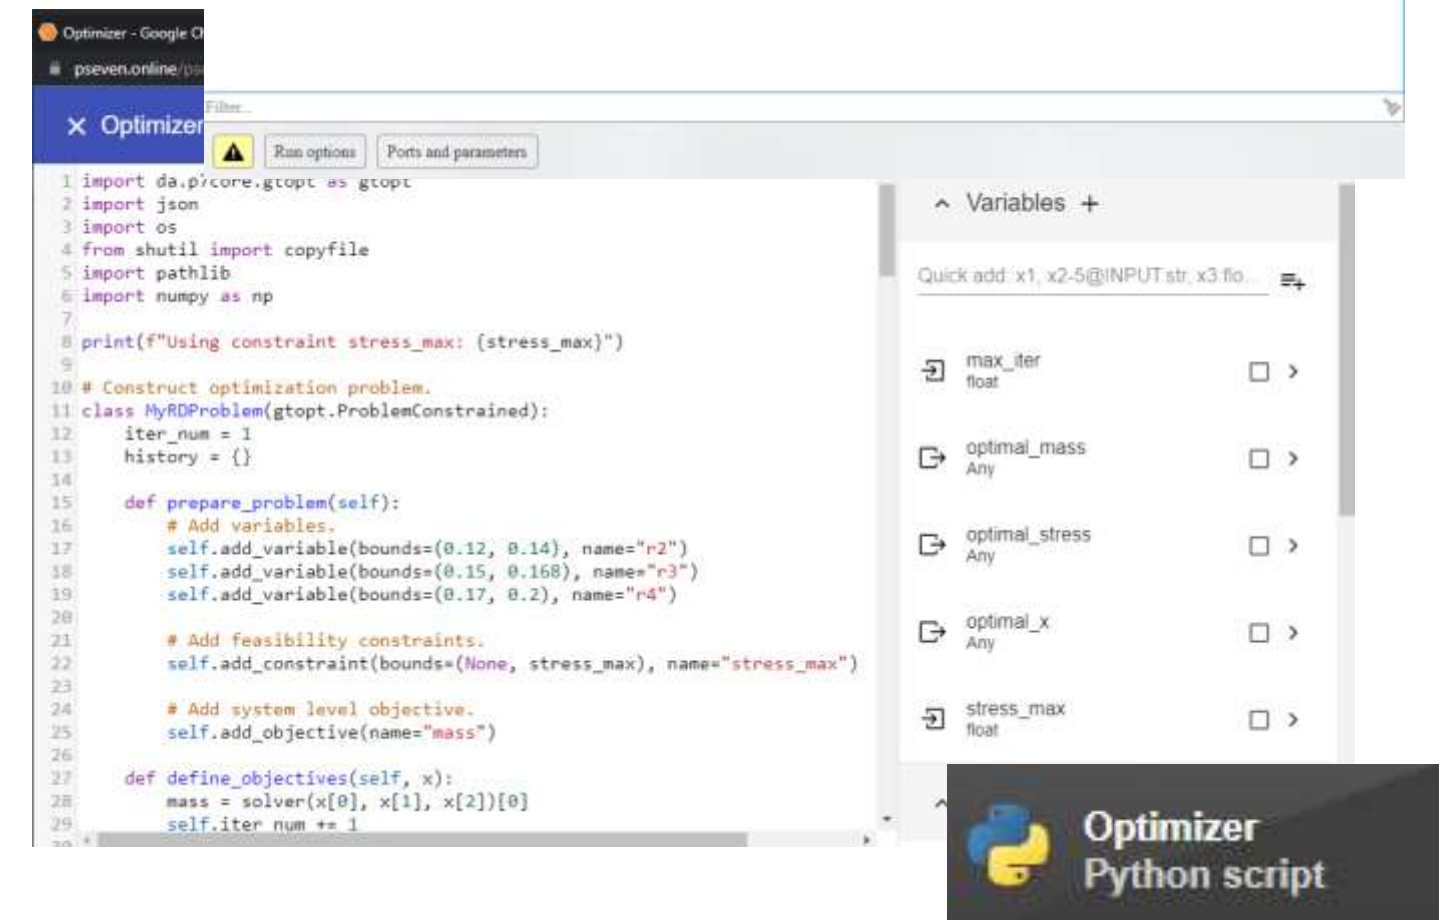 Optimizer - Google C
pseven.online/ps
× Optimizer
Filter...
Run options
Ports and parameters
1 import da.p7core.gtopt as gtopt
2 import json
3 import os
4 from shutil import copyfile
5 import pathlib
6 import numpy as np
7
8 print(f"Using constraint stress_max: {stress_max}")
9
10 # Construct optimization problem.
11 class MyRDProblem(gtopt.ProblemConstrained):
12 iter_num = 1
13 history = {}
14
15 def prepare_problem(self):
16 # Add variables.
17 self.add_variable(bounds=(0.12, 0.14), name="r2")
18 self.add_variable(bounds=(0.15, 0.168), name="r3")
19 self.add_variable(bounds=(0.17, 0.2), name="r4")
20
21 # Add feasibility constraints.
22 self.add_constraint(bounds=(None, stress_max), name="stress_max")
23
24 # Add system level objective.
25 self.add_objective(name="mass")
26
27 def define_objectives(self, x):
28 mass = solver(x[0], x[1], x[2])[0]
29 self.iter_num += 1
30
Variables +
Quick add: x1, x2-5@INPUT:str, x3:flo...
max_iter
float
optimal_mass
Any
optimal_stress
Any
optimal_x
Any
stress_max
float
Optimizer
Python script